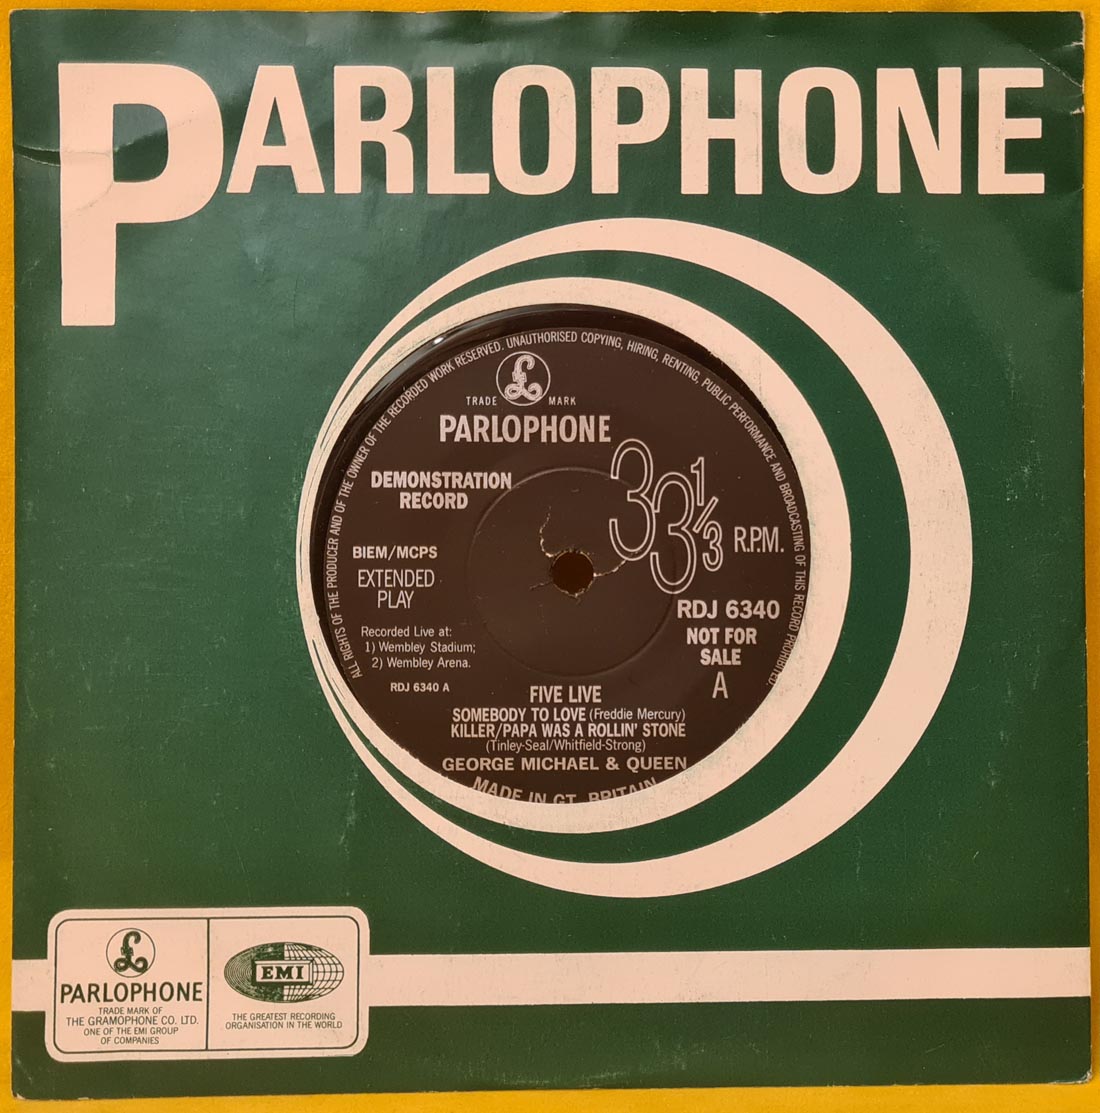 PARLOPHONE
ALL RIGHTS OF THE PRODUCER AND OF THE OWNER OF THE RECORDED WORK RESERVED. UNAUTHORISED COPYING, HIRING, RENTING, PUBLIC PERFORMANCE AND BROADCASTING OF THIS RECORD PROHIBITED.
£
TRADE MARK
PARLOPHONE
DEMONSTRATION
RECORD
33 1/3 R.P.M.
BIEM/MCPS
EXTENDED
PLAY
RDJ 6340
NOT FOR
SALE
A
Recorded Live at:
1) Wembley Stadium;
2) Wembley Arena.
RDJ 6340 A
FIVE LIVE
SOMEBODY TO LOVE (Freddie Mercury)
KILLER/PAPA WAS A ROLLIN' STONE
(Tinley-Seal/Whitfield-Strong)
GEORGE MICHAEL & QUEEN
MADE IN GT. BRITAIN
£
PARLOPHONE
TRADE MARK OF
THE GRAMOPHONE CO. LTD.
ONE OF THE EMI GROUP
OF COMPANIES
EMI
THE GREATEST RECORDING
ORGANISATION IN THE WORLD